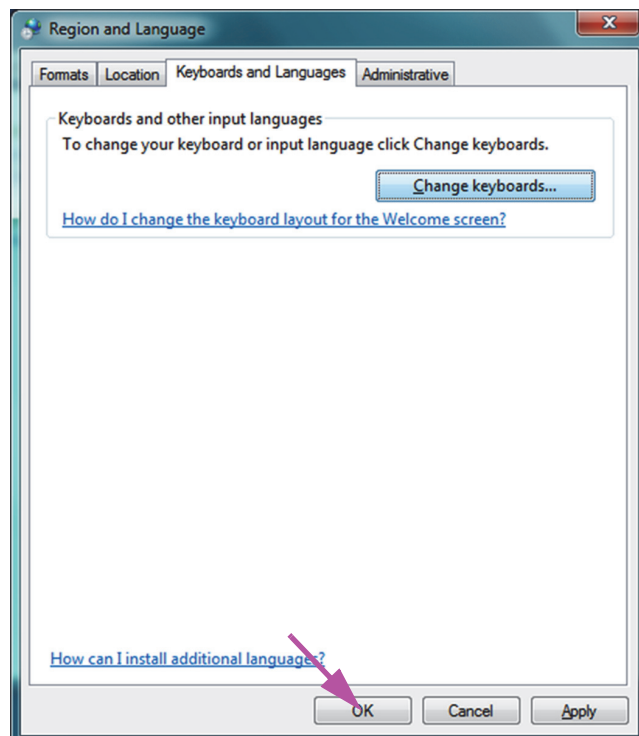 Region and Language
Formats Location Keyboards and Languages Administrative
Keyboards and other input languages
To change your keyboard or input language click Change keyboards.
Change keyboards...
How do I change the keyboard layout for the Welcome screen?
How can I install additional languages?
OK Cancel Apply